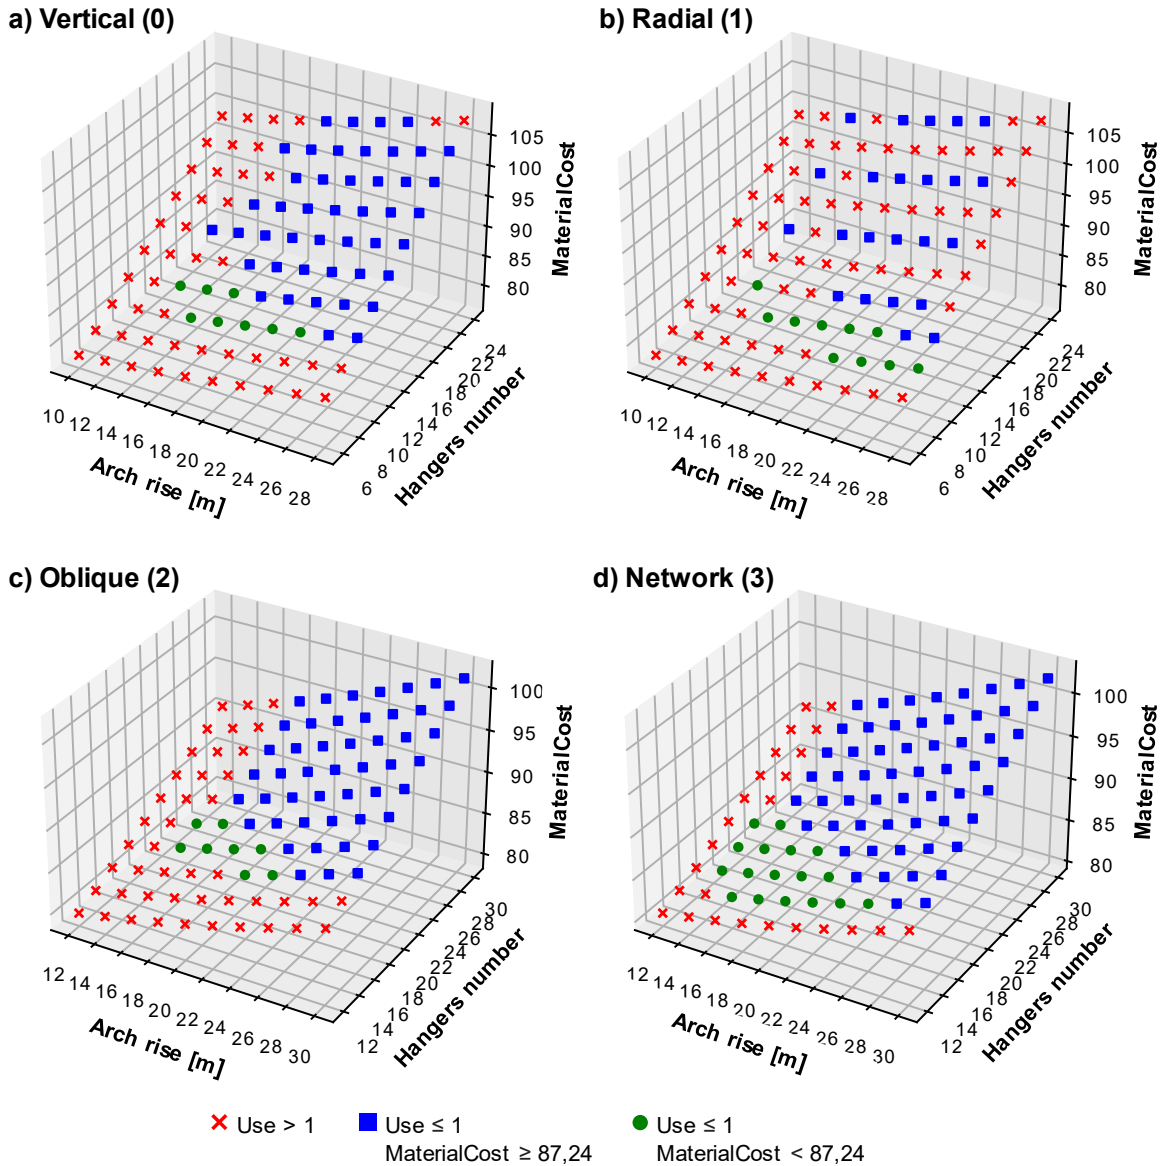 a) Vertical (0)
b) Radial (1)
105
100
95
90
85
80
MaterialCost
24
22
20
18
16
14
12
10
8
6
Hangers number
10 12 14 16 18 20 22 24 26 28
Arch rise [m]
105
100
95
90
85
80
MaterialCost
24
22
20
18
16
14
12
10
8
6
Hangers number
10 12 14 16 18 20 22 24 26 28
Arch rise [m]
c) Oblique (2)
d) Network (3)
100
95
90
85
80
MaterialCost
30
28
26
24
22
20
18
16
14
12
Hangers number
12 14 16 18 20 22 24 26 28 30
Arch rise [m]
100
95
90
85
80
MaterialCost
30
28
26
24
22
20
18
16
14
12
Hangers number
12 14 16 18 20 22 24 26 28 30
Arch rise [m]
Use > 1
Use ≤ 1
MaterialCost ≥ 87,24
Use ≤ 1
MaterialCost < 87,24